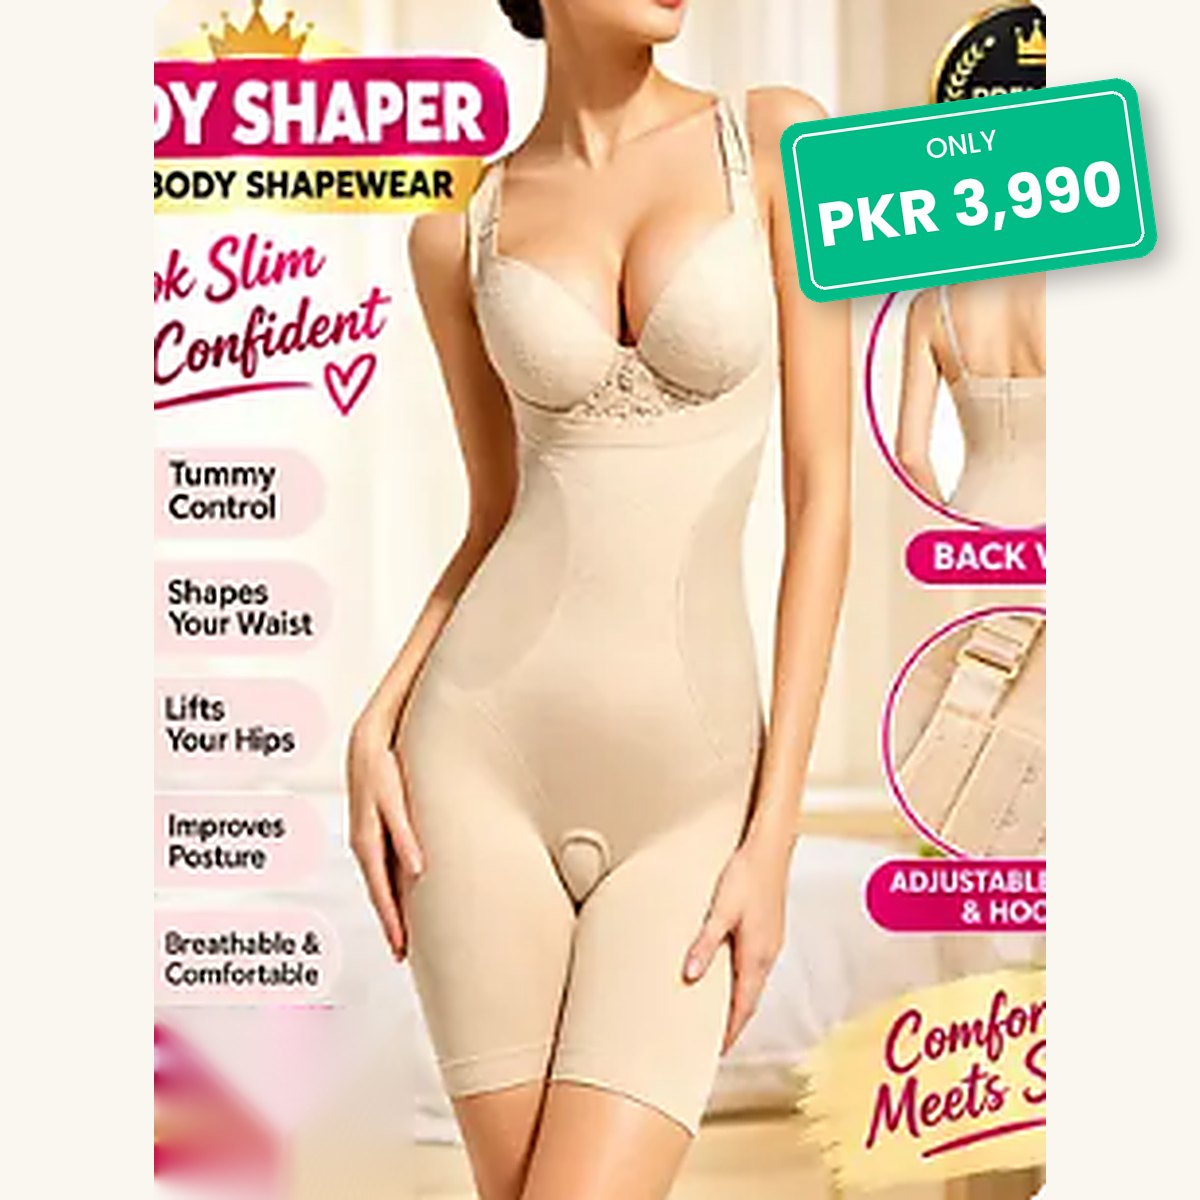 DY SHAPER
BODY SHAPEWEAR
ok Slim
Confident
Tummy
Control
Shapes
Your Waist
Lifts
Your Hips
Improves
Posture
Breathable &
Comfortable
ONLY
PKR 3,990
BACK
ADJUSTABLE
& HOO
Comfor
Meets S